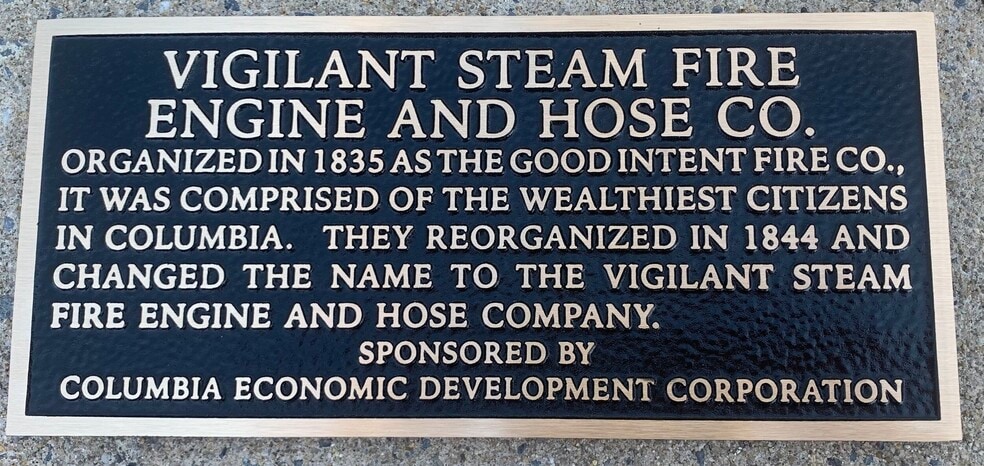 VIGILANT STEAM FIRE
ENGINE AND HOSE CO.
ORGANIZED IN 1835 AS THE GOOD INTENT FIRE CO.,
IT WAS COMPRISED OF THE WEALTHIEST CITIZENS
IN COLUMBIA. THEY REORGANIZED IN 1844 AND
CHANGED THE NAME TO THE VIGILANT STEAM
FIRE ENGINE AND HOSE COMPANY.
SPONSORED BY
COLUMBIA ECONOMIC DEVELOPMENT CORPORATION